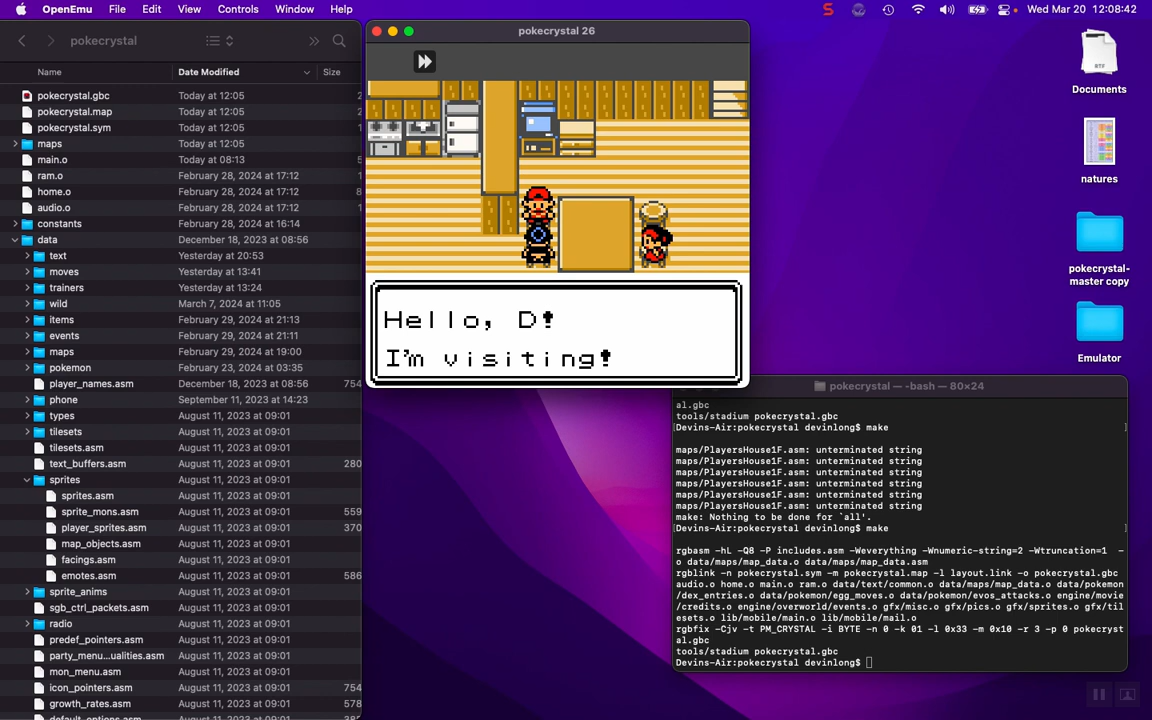 OpenEmu File Edit View Controls Window Help
Wed Mar 20 12:08:42
pokecrystal
Name Date Modified Size
pokecrystal.gbc Today at 12:05 2
pokecrystal.map Today at 12:05 2
pokecrystal.sym Today at 12:05
maps Today at 12:05
main.o Today at 08:13 5
ram.o February 28, 2024 at 17:12
home.o February 28, 2024 at 17:12 8
audio.o February 28, 2024 at 17:12
constants February 28, 2024 at 16:14
data December 18, 2023 at 08:56
text Yesterday at 20:53
moves Yesterday at 13:41
trainers Yesterday at 13:26
wild March 7, 2024 at 11:05
items February 29, 2024 at 21:13
events February 29, 2024 at 21:11
maps February 29, 2024 at 19:00
pokemon February 23, 2024 at 03:35
player_names.asm December 18, 2023 at 08:56 754
phone September 11, 2023 at 14:23
types August 11, 2023 at 09:01
tilesets August 11, 2023 at 09:01
tilesets.asm August 11, 2023 at 09:01
text_buffers.asm August 11, 2023 at 09:01 280
sprites August 11, 2023 at 09:01
sprites.asm August 11, 2023 at 09:01
sprite_mons.asm August 11, 2023 at 09:01 559
player_sprites.asm August 11, 2023 at 09:01 370
map_objects.asm August 11, 2023 at 09:01
facings.asm August 11, 2023 at 09:01
emotes.asm August 11, 2023 at 09:01 586
sprite_anims August 11, 2023 at 09:01
sgb_ctrl_packets.asm August 11, 2023 at 09:01
radio August 11, 2023 at 09:01
predef_pointers.asm August 11, 2023 at 09:01
party_menu...ualities.asm August 11, 2023 at 09:01
mon_menu.asm August 11, 2023 at 09:01
icon_pointers.asm August 11, 2023 at 09:01 754
growth_rates.asm August 11, 2023 at 09:01 578
default_options.asm August 11, 2023 at 09:01
pokecrystal 26
Hello, D!
I'm visiting!
RTF
Documents
natures
pokecrystal-
master copy
Emulator
pokecrystal — -bash — 80×24
al.gbc
tools/stadium pokecrystal.gbc
[Devins-Air:pokecrystal devinlong$ make ]
maps/PlayersHouse1F.asm: unterminated string
maps/PlayersHouse1F.asm: unterminated string
maps/PlayersHouse1F.asm: unterminated string
maps/PlayersHouse1F.asm: unterminated string
maps/PlayersHouse1F.asm: unterminated string
maps/PlayersHouse1F.asm: unterminated string
make: Nothing to be done for `all'.
[Devins-Air:pokecrystal devinlong$ make ]
rgbasm -hL -Q8 -P includes.asm -Weverything -Wnumeric-string=2 -Wtruncation=1 -
o data/maps/map_data.o data/maps/map_data.asm
rgblink -n pokecrystal.sym -m pokecrystal.map -l layout.link -o pokecrystal.gbc
audio.o home.o main.o ram.o data/text/common.o data/maps/map_data.o data/pokemon
/dex_entries.o data/pokemon/egg_moves.o data/pokemon/evos_attacks.o engine/movie
/credits.o engine/overworld/events.o gfx/misc.o gfx/pics.o gfx/sprites.o gfx/til
esets.o lib/mobile/main.o lib/mobile/mail.o
rgbfix -Cjv -t PM_CRYSTAL -i BYTE -n 0 -k 01 -l 0x33 -m 0x10 -r 3 -p 0 pokecryst
al.gbc
tools/stadium pokecrystal.gbc
Devins-Air:pokecrystal devinlong$